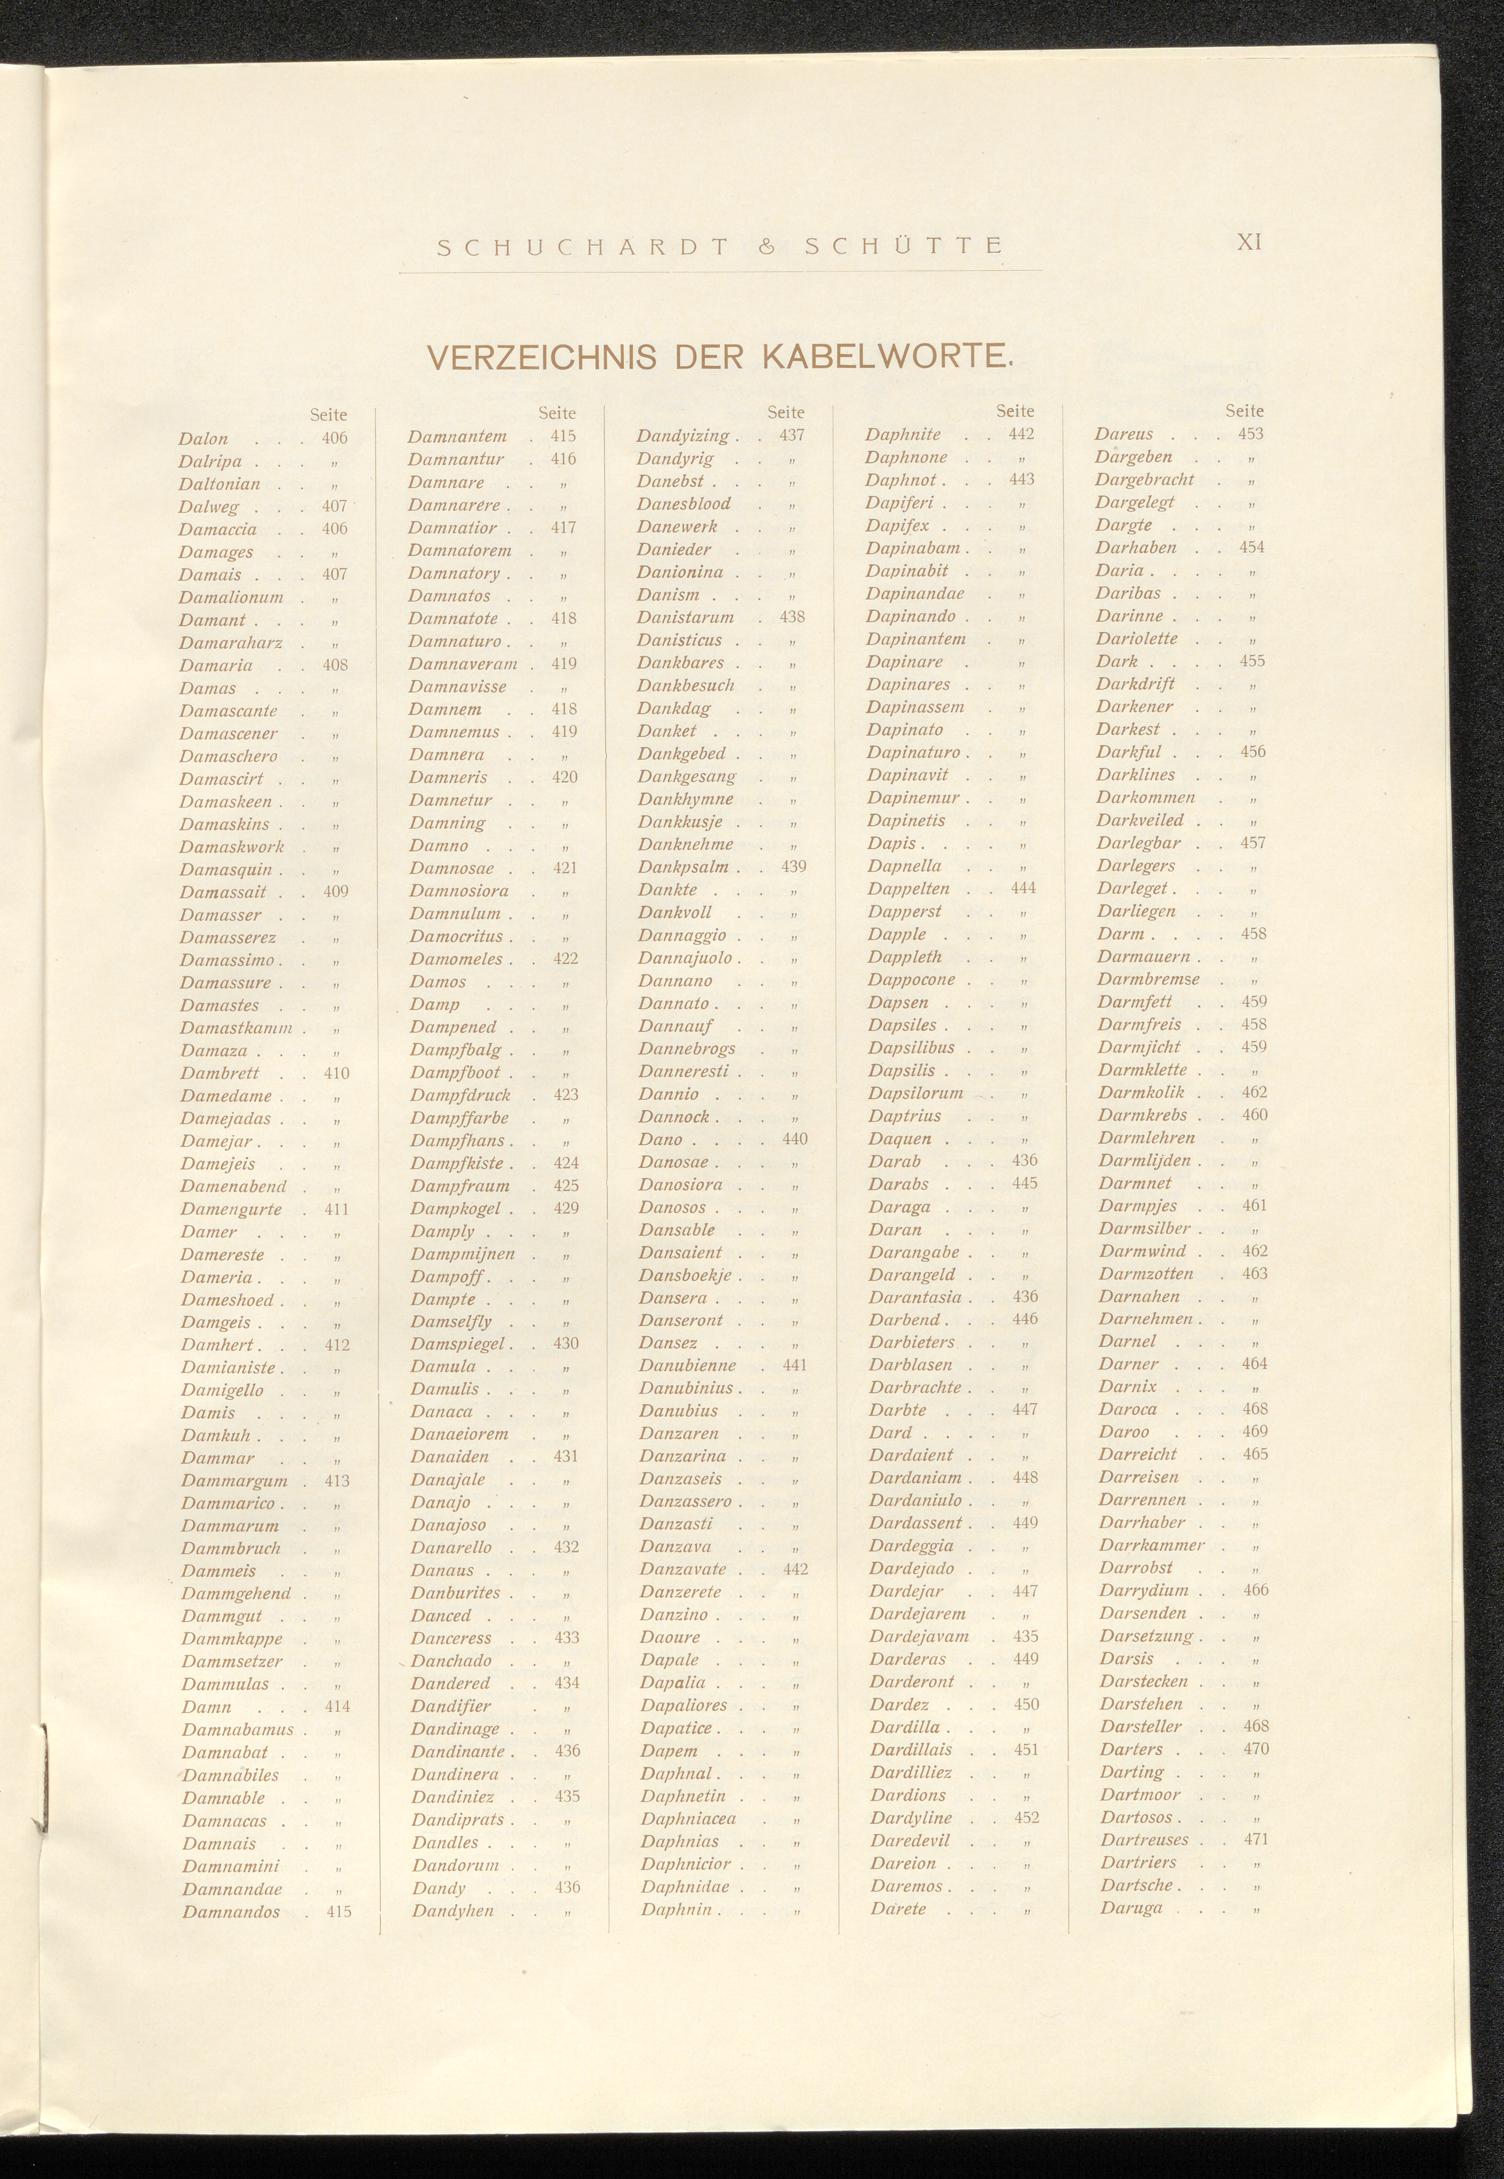 SCHUCHARDT & SCHÜTTE
XI
VERZEICHNIS DER KABELWORTE.
Seite
Dalon . . . 406
Dalripa . . . „
Daltonian . . „
Dalweg . . . 407
Damaccia . . 406
Damages . . „
Damais . . . 407
Damalionum . „
Damant . . . „
Damaraharz . „
Damaria . . 408
Damas . . . „
Damascante . „
Damascener . „
Damaschero . „
Damascirt . . „
Damaskeen . . „
Damaskins . . „
Damaskwork . „
Damasquin . . „
Damassait . . 409
Damasser . . „
Damasserez . „
Damassimo . . „
Damassure . . „
Damastes . . „
Damastkamm . „
Damaza . . . „
Dambrett . . 410
Damedame . . „
Damejadas . . „
Damejar . . . „
Damejeis . . „
Damenabend . „
Damengurte . 411
Damer . . . „
Damereste . . „
Dameria . . . „
Dameshoed . . „
Damgeis . . . „
Damhert . . . 412
Damianiste . . „
Damigello . . „
Damis . . . „
Damkuh . . . „
Dammar . . „
Dammargum . 413
Dammarico . . „
Dammarum . „
Dammbruch . „
Dammeis . . „
Dammgehend . „
Dammgut . . „
Dammkappe . „
Dammsetzer . „
Dammulas . . „
Damn . . . 414
Damnabamus . „
Damnabat . . „
Damnabiles . „
Damnable . . „
Damnacas . . „
Damnais . . „
Damnamini . „
Damnandae . „
Damnandos . 415
Seite
Damnantem . 415
Damnantur . 416
Damnare . . „
Damnarere . . „
Damnatior . . 417
Damnatorem . „
Damnatory . . „
Damnatos . . „
Damnatote . . 418
Damnaturo . . „
Damnaveram . 419
Damnavisse . „
Damnem . . 418
Damnemus . . 419
Damnera . . „
Damneris . . 420
Damnetur . . „
Damning . . „
Damno . . . „
Damnosae . . 421
Damnosiora . „
Damnulum . . „
Damocritus . . „
Damomeles . . 422
Damos . . . „
Damp . . . „
Dampened . . „
Dampfbalg . . „
Dampfboot . . „
Dampfdruck . 423
Dampffarbe . „
Dampfhans . . „
Dampfkiste . . 424
Dampfraum . 425
Dampkogel . . 429
Damply . . . „
Dampmijnen . „
Dampoff . . . „
Dampte . . . „
Damselfly . . „
Damspiegel . . 430
Damula . . . „
Damulis . . . „
Danaca . . . „
Danaeiorem . „
Danaiden . . 431
Danajale . . „
Danajo . . . „
Danajoso . . „
Danarello . . 432
Danaus . . . „
Danburites . . „
Danced . . . „
Danceress . . 433
Danchado . . „
Dandered . . 434
Dandifier . „
Dandinage . . „
Dandinante . . 436
Dandinera . . „
Dandiniez . . 435
Dandiprats . . „
Dandles . . . „
Dandorum . . „
Dandy . . . 436
Dandyhen . . „
Seite
Dandyizing . . 437
Dandyrig . . „
Danebst . . . „
Danesblood . „
Danewerk . . „
Danieder . . „
Danionina . . „
Danism . . . „
Danistarum . 438
Danisticus . . „
Dankbares . . „
Dankbesuch . „
Dankdag . . „
Danket . . . „
Dankgebed . . „
Dankgesang . „
Dankhymne . „
Dankkusje . . „
Danknehme . „
Dankpsalm . . 439
Dankte . . . „
Dankvoll . . „
Dannaggio . . „
Dannajuolo . . „
Dannano . . „
Dannato . . . „
Dannauf . . „
Dannebrogs . „
Danneresti . . „
Dannio . . . „
Dannock . . . „
Dano . . . . 440
Danosae . . . „
Danosiora . . „
Danosos . . . „
Dansable . . „
Dansaient . . „
Dansboekje . . „
Dansera . . . „
Danseront . . „
Dansez . . . „
Danubienne . 441
Danubinius . . „
Danubius . . „
Danzaren . . „
Danzarina . . „
Danzaseis . . „
Danzassero . . „
Danzasti . . „
Danzava . . „
Danzavate . . 442
Danzerete . . „
Danzino . . . „
Daoure . . . „
Dapale . . . „
Dapalia . . . „
Dapaliores . . „
Dapatice . . . „
Dapem . . . „
Daphnal . . . „
Daphnetin . . „
Daphniacea . „
Daphnias . . „
Daphnicior . . „
Daphnidae . . „
Daphnin . . . „
Seite
Daphnite . . 442
Daphnone . . „
Daphnot . . . 443
Dapiferi . . . „
Dapifex . . . „
Dapinabam . . „
Dapinabit . . „
Dapinandae . „
Dapinando . . „
Dapinantem . „
Dapinare . „
Dapinares . . „
Dapinassem . „
Dapinato . . „
Dapinaturo . . „
Dapinavit . . „
Dapinemur . . „
Dapinetis . . „
Dapis . . . . „
Dapnella . . „
Dappelten . . 444
Dapperst . . „
Dapple . . . „
Dappleth . . „
Dappocone . . „
Dapsen . . . „
Dapsiles . . . „
Dapsilibus . . „
Dapsilis . . . „
Dapsilorum . „
Daptrius . . „
Daquen . . . „
Darab . . . 436
Darabs . . . 445
Daraga . . . „
Daran . . . „
Darangabe . . „
Darangeld . . „
Darantasia . . 436
Darbend . . . 446
Darbieters . . „
Darblasen . . „
Darbrachte . . „
Darbte . . . 447
Dard . . . . „
Dardaient . . „
Dardaniam . . 448
Dardaniulo . . „
Dardassent . . 449
Dardeggia . . „
Dardejado . . „
Dardejar . . 447
Dardejarem . „
Dardejavam . 435
Darderas . . 449
Darderont . . „
Dardez . . . 450
Dardilla . . . „
Dardillais . . 451
Dardilliez . . „
Dardions . . „
Dardyline . . 452
Daredevil . . „
Dareion . . . „
Daremos . . . „
Darete . . . „
Seite
Dareus . . . 453
Dargeben . . „
Dargebracht . „
Dargelegt . . „
Dargte . . . „
Darhaben . . 454
Daria . . . . „
Daribas . . . „
Darinne . . . „
Dariolette . . „
Dark . . . . 455
Darkdrift . . „
Darkener . . „
Darkest . . . „
Darkful . . . 456
Darklines . . „
Darkommen . „
Darkveiled . . „
Darlegbar . . 457
Darlegers . . „
Darleget . . . „
Darliegen . . „
Darm . . . . 458
Darmauern . . „
Darmbremse . „
Darmfett . . 459
Darmfreis . . 458
Darmjicht . . 459
Darmklette . . „
Darmkolik . . 462
Darmkrebs . . 460
Darmlehren . „
Darmlijden . . „
Darmnet . . „
Darmpjes . . 461
Darmsilber . . „
Darmwind . . 462
Darmzotten . 463
Darnahen . . „
Darnehmen . . „
Darnel . . . „
Darner . . . 464
Darnix . . . „
Daroca . . . 468
Daroo . . . 469
Darreicht . . 465
Darreisen . . „
Darrennen . . „
Darrhaber . . „
Darrkammer . „
Darrobst . . „
Darrydium . . 466
Darsenden . . „
Darsetzung . . „
Darsis . . . „
Darstecken . . „
Darstehen . . „
Darsteller . . 468
Darters . . . 470
Darting . . . „
Dartmoor . . „
Dartosos . . . „
Dartreuses . . 471
Dartriers . . „
Dartsche . . . „
Daruga . . . „